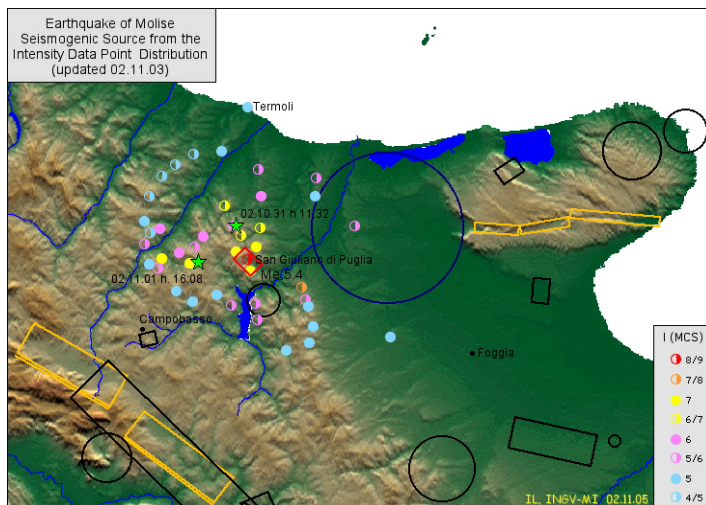 Earthquake of Molise
Seismogenic Source from the
Intensity Data Point Distribution
(updated 02.11.03)
Termoli
02.10.31 h 11:32
San Giuliano di Puglia
Me 5.4
02.11.01 h. 16:08
Campobasso
Foggia
I (MCS)
8/9
7/8
7
6/7
6
5/6
5
4/5
IL, INGV-MI 02.11.05